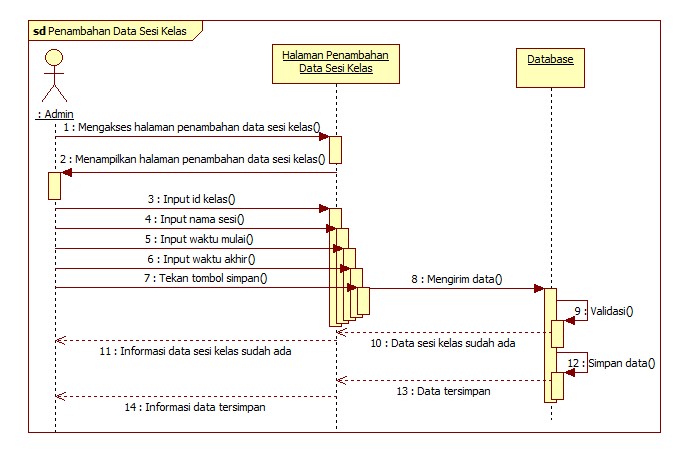 sd Penambahan Data Sesi Kelas
Halaman Penambahan
Data Sesi Kelas
Database
: Admin
1 : Mengakses halaman penambahan data sesi kelas()
2 : Menampilkan halaman penambahan data sesi kelas()
3 : Input id kelas()
4 : Input nama sesi()
5 : Input waktu mulai()
6 : Input waktu akhir()
7 : Tekan tombol simpan()
8 : Mengirim data()
9 : Validasi()
10 : Data sesi kelas sudah ada
11 : Informasi data sesi kelas sudah ada
12 : Simpan data()
13 : Data tersimpan
14 : Informasi data tersimpan